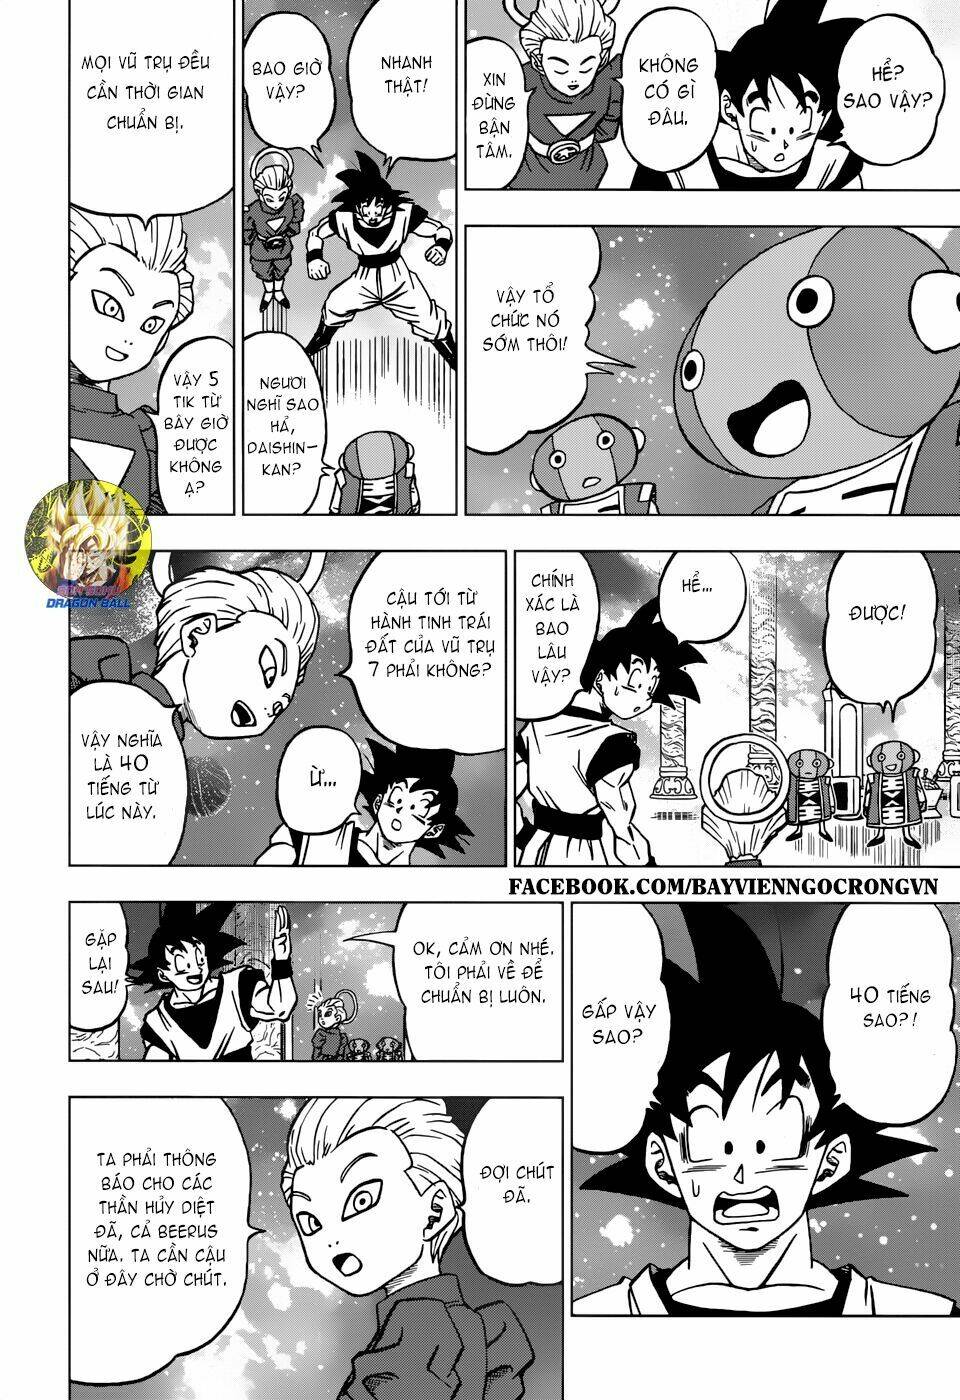 HỂ?
SAO VẬY?
KHÔNG
CÓ GÌ
ĐÂU.
XIN
ĐỪNG
BẬN
TÂM.
VẬY TỔ
CHỨC NÓ
SỚM THÔI!
NHANH
THẬT!
BAO GIỜ
VẬY?
NGƯƠI
NGHĨ SAO
HẢ,
DAISHIN-
KAN?
MỌI VŨ TRỤ ĐỀU
CẦN THỜI GIAN
CHUẨN BỊ.
VẬY 5
TIK TỪ
BÂY GIỜ
ĐƯỢC
KHÔNG
Ạ?
ĐƯỢC!
HỂ...
CHÍNH
XÁC LÀ
BAO
LÂU
VẬY?
CẬU TỚI TỪ
HÀNH TINH TRÁI
ĐẤT CỦA VŨ TRỤ
7 PHẢI KHÔNG?
Ừ...
VẬY NGHĨA
LÀ 40
TIẾNG TỪ
LÚC NÀY.
DRAGON BALL
FACEBOOK.COM/BAYVIENNGOCRONGVN
40 TIẾNG
SAO?!
GẤP VẬY
SAO?
OK, CẢM ƠN NHÉ.
TÔI PHẢI VỀ ĐỂ
CHUẨN BỊ LUÔN.
GẶP
LẠI
SAU!
ĐỢI CHÚT
ĐÃ.
TA PHẢI THÔNG
BÁO CHO CÁC
THẦN HỦY DIỆT
ĐÃ, CẢ BEERUS
NỮA. TA CẦN CẬU
Ở ĐÂY CHỜ CHÚT.